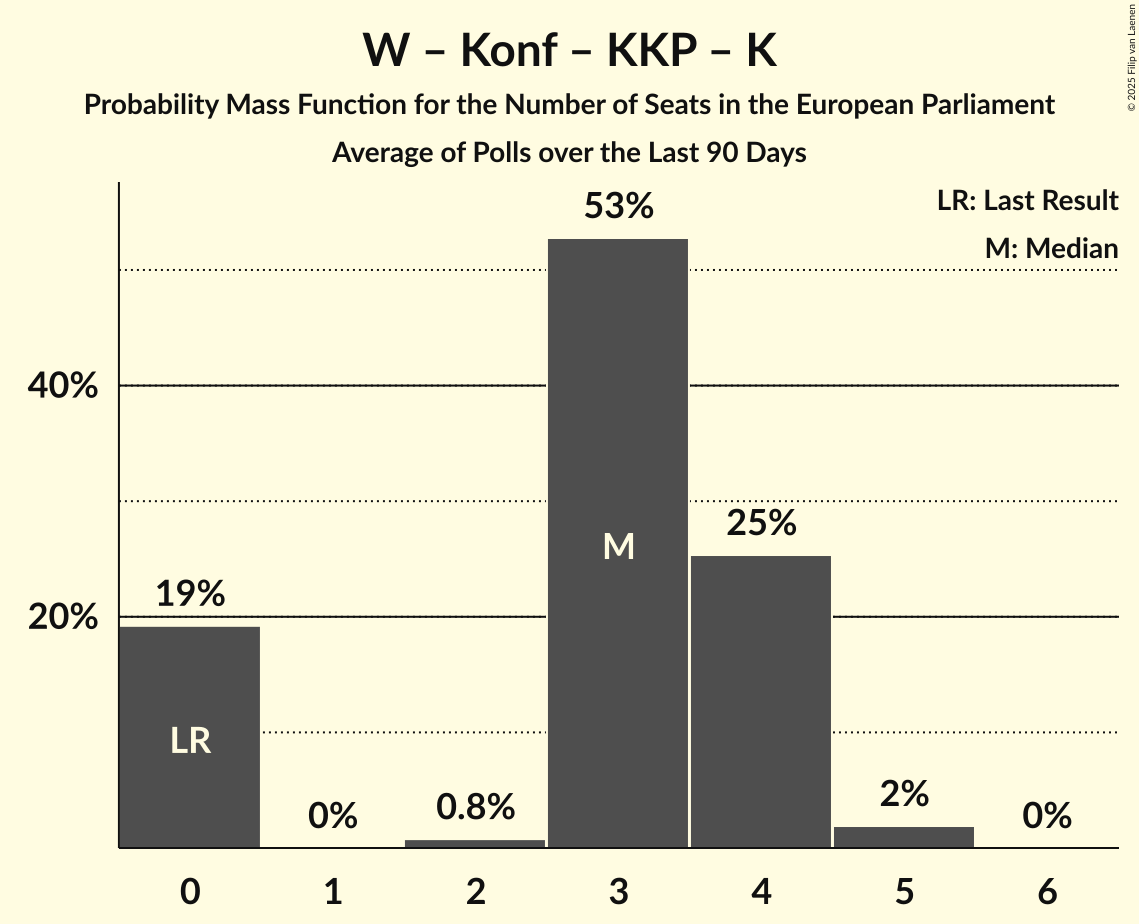 W – Konf – KKP – K
Probability Mass Function for the Number of Seats in the European Parliament
Average of Polls over the Last 90 Days
© 2025 Filip van Laenen
LR: Last Result
M: Median
53%
40%
25%
M
19%
20%
LR
0%
0.8%
2%
0%
0 1 2 3 4 5 6